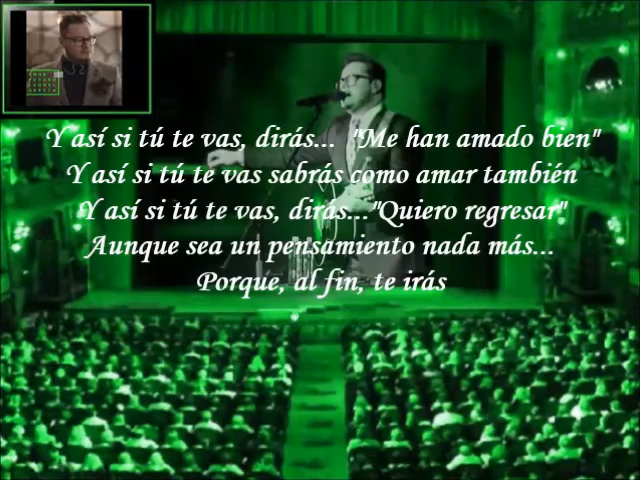 Y así si tú te vas, dirás... "Me han amado bien"
Y así si tú te vas sabrás como amar también
Y así si tú te vas, dirás..."Quiero regresar"
Aunque sea un pensamiento nada más...
Porque, al fin, te irás